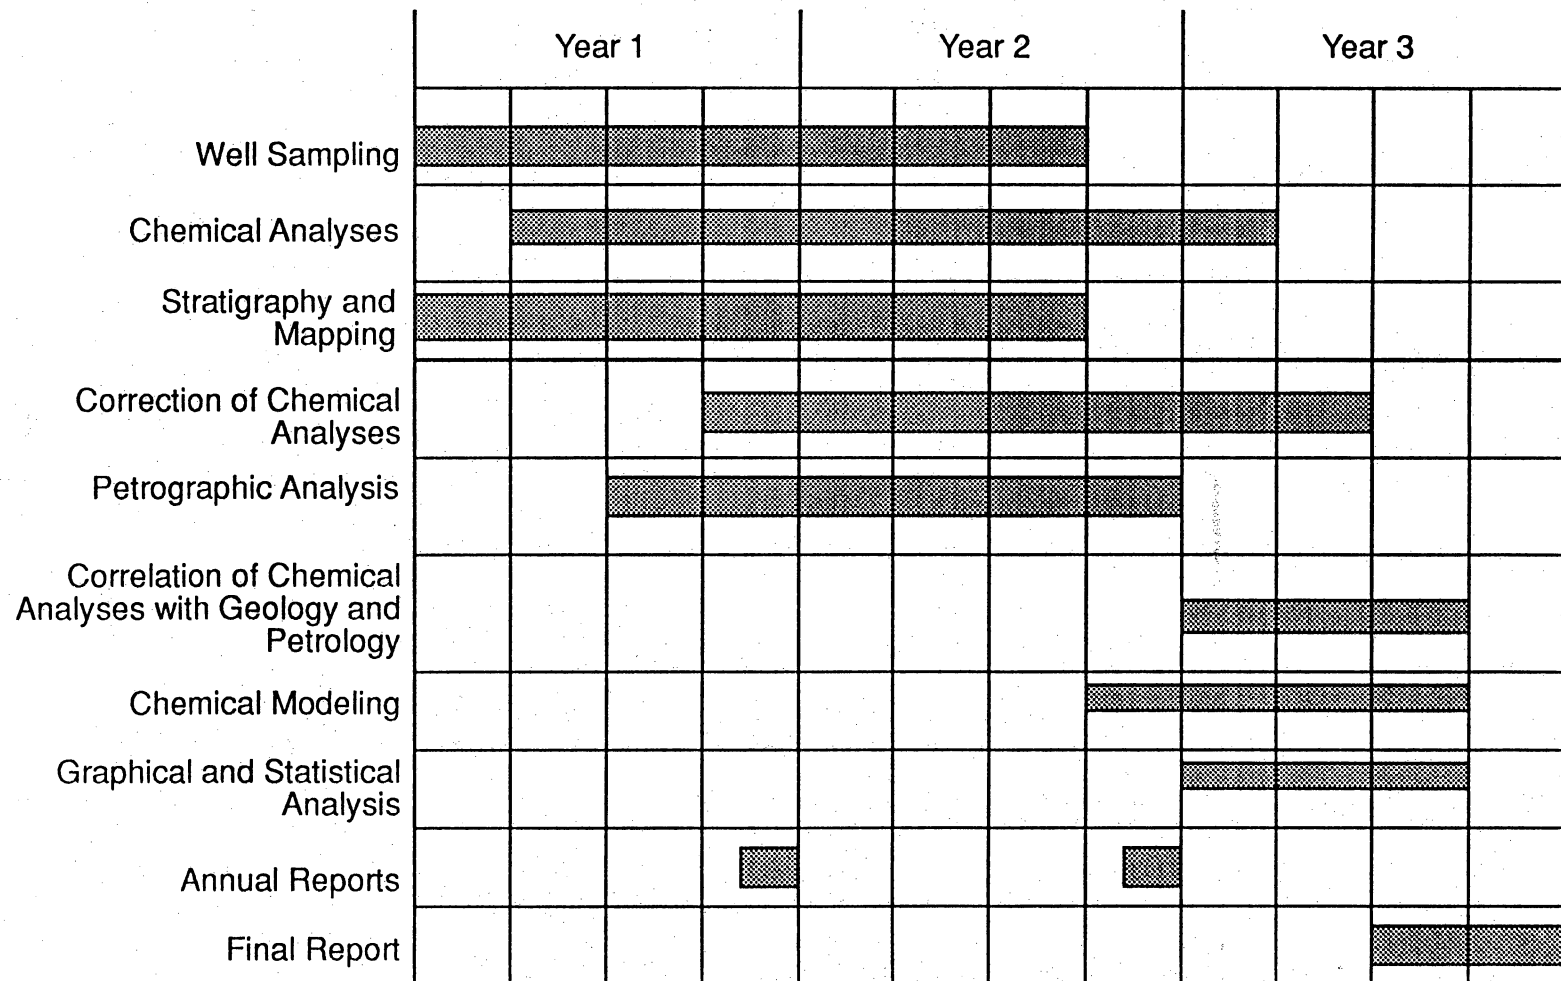 Year 1
Year 2
Year 3
Well Sampling
Chemical Analyses
Stratigraphy and
Mapping
Correction of Chemical
Analyses
Petrographic Analysis
Correlation of Chemical
Analyses with Geology and
Petrology
Chemical Modeling
Graphical and Statistical
Analysis
Annual Reports
Final Report